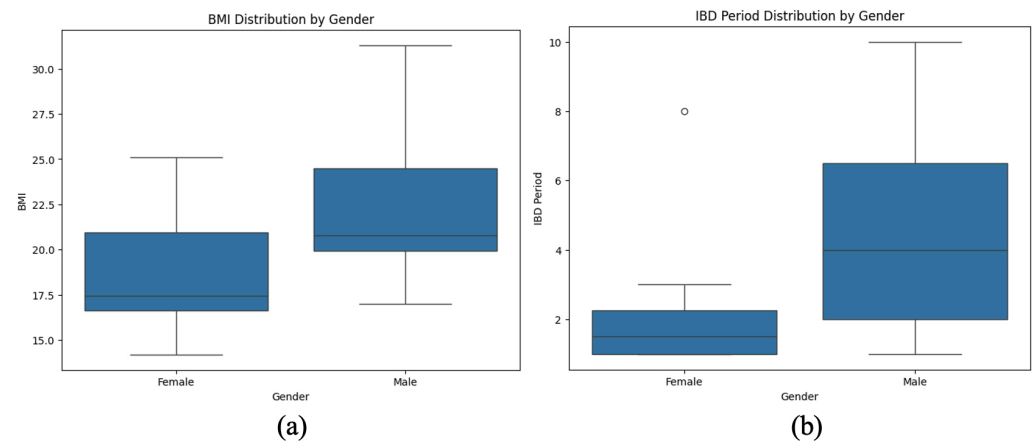 BMI Distribution by Gender
30.0
27.5
25.0
22.5
20.0
17.5
15.0
BMI
Female
Male
Gender
(a)
IBD Period Distribution by Gender
10
8
6
4
2
IBD Period
Female
Male
Gender
(b)